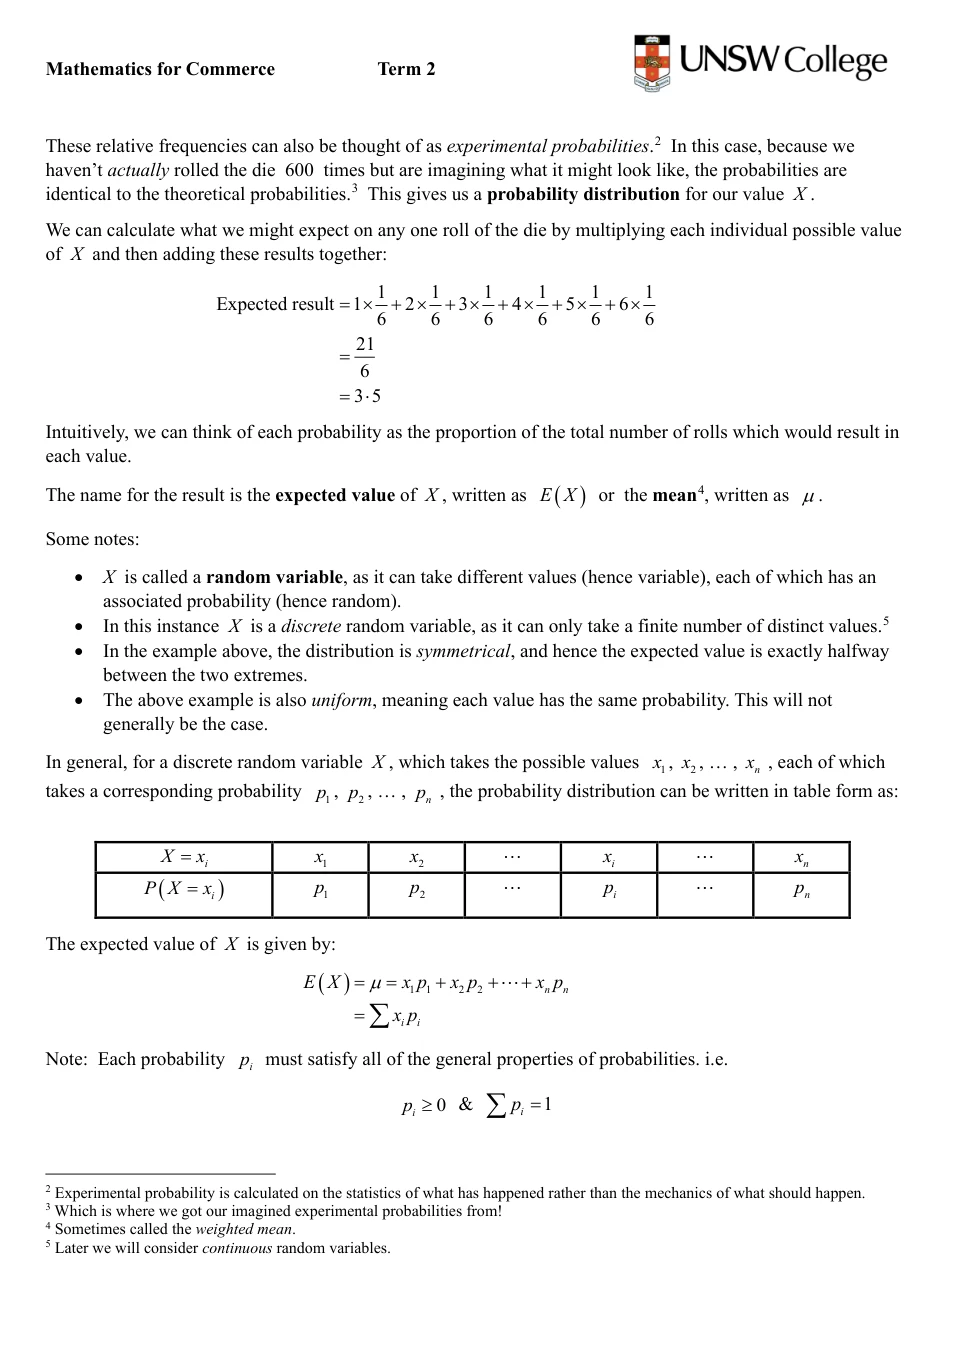 Mathematics for Commerce Term 2
UNSW College
These relative frequencies can also be thought of as experimental probabilities.² In this case, because we
haven't actually rolled the die 600 times but are imagining what it might look like, the probabilities are
identical to the theoretical probabilities.³ This gives us a probability distribution for our value X.
We can calculate what we might expect on any one roll of the die by multiplying each individual possible value
of X and then adding these results together:
Expected result = 1 × 1/6 + 2 × 1/6 + 3 × 1/6 + 4 × 1/6 + 5 × 1/6 + 6 × 1/6
= 21/6
= 3·5
Intuitively, we can think of each probability as the proportion of the total number of rolls which would result in
each value.
The name for the result is the expected value of X, written as E(X) or the mean⁴, written as μ.
Some notes:
• X is called a random variable, as it can take different values (hence variable), each of which has an
associated probability (hence random).
• In this instance X is a discrete random variable, as it can only take a finite number of distinct values.⁵
• In the example above, the distribution is symmetrical, and hence the expected value is exactly halfway
between the two extremes.
• The above example is also uniform, meaning each value has the same probability. This will not
generally be the case.
In general, for a discrete random variable X, which takes the possible values x₁, x₂, … , xₙ, each of which
takes a corresponding probability p₁, p₂, … , pₙ, the probability distribution can be written in table form as:
X = xᵢ x₁ x₂ ⋯ xᵢ ⋯ xₙ
P(X = xᵢ) p₁ p₂ ⋯ pᵢ ⋯ pₙ
The expected value of X is given by:
E(X) = μ = x₁p₁ + x₂p₂ + ⋯ + xₙpₙ
= ∑xᵢpᵢ
Note: Each probability pᵢ must satisfy all of the general properties of probabilities. i.e.
pᵢ ≥ 0 & ∑pᵢ = 1
² Experimental probability is calculated on the statistics of what has happened rather than the mechanics of what should happen.
³ Which is where we got our imagined experimental probabilities from!
⁴ Sometimes called the weighted mean.
⁵ Later we will consider continuous random variables.